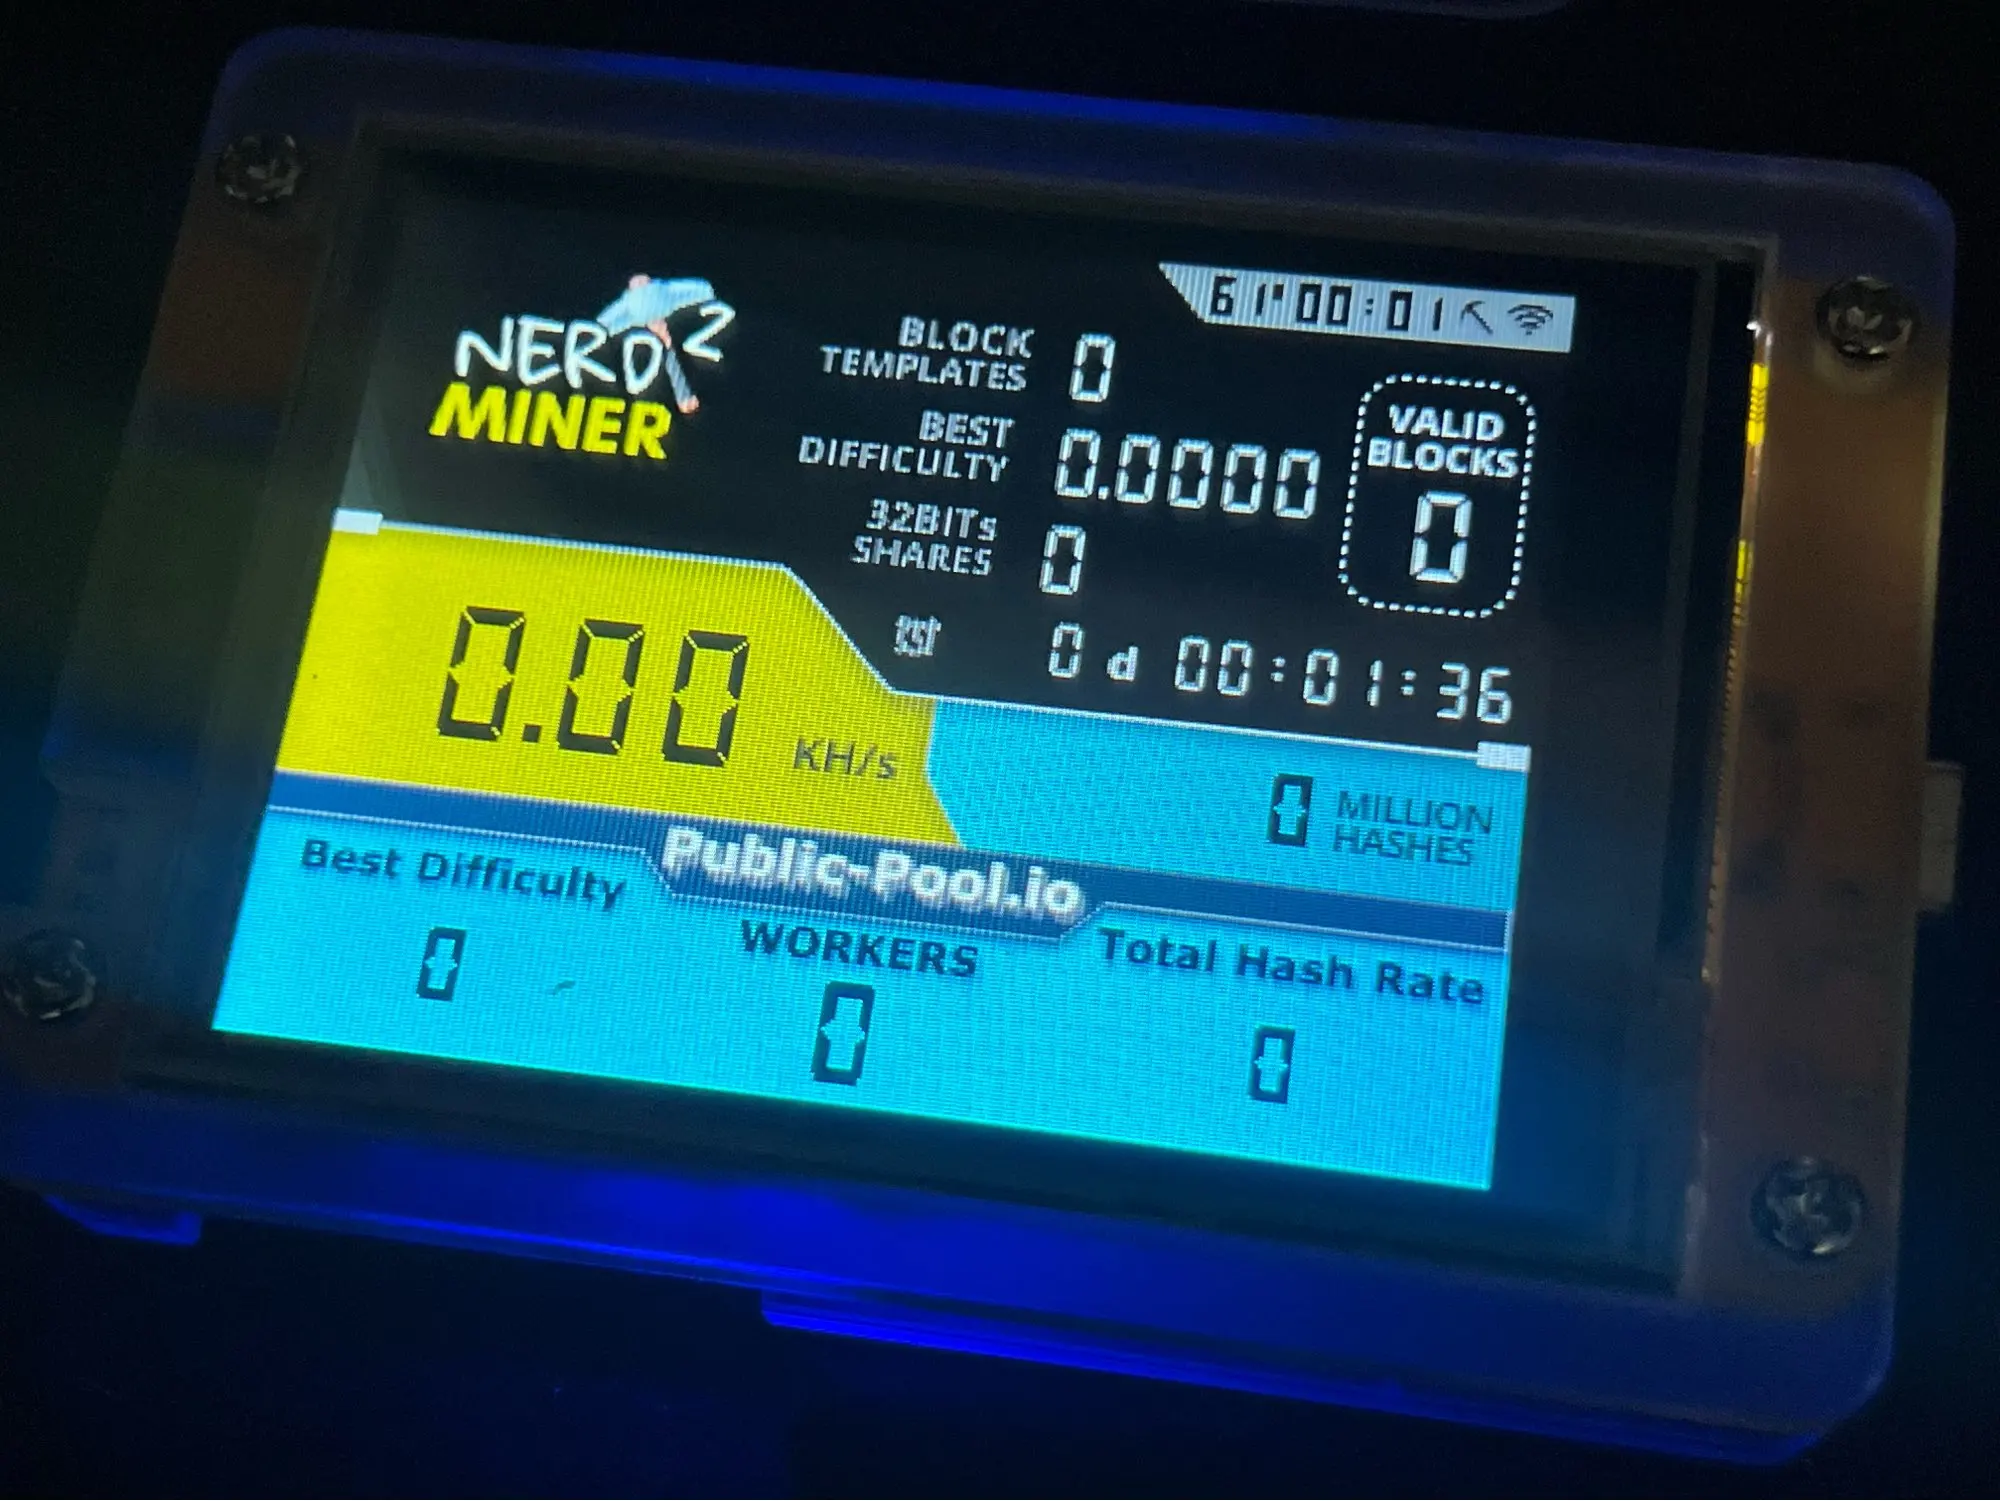 NERD 2
MINER
61°00:01
BLOCK
TEMPLATES
0
BEST
DIFFICULTY
0.0000
32BITs
SHARES
0
VALID
BLOCKS
0
0 d 00:01:36
0.00 KH/s
0 MILLION
HASHES
Public-Pool.io
Best Difficulty
0
WORKERS
0
Total Hash Rate
0